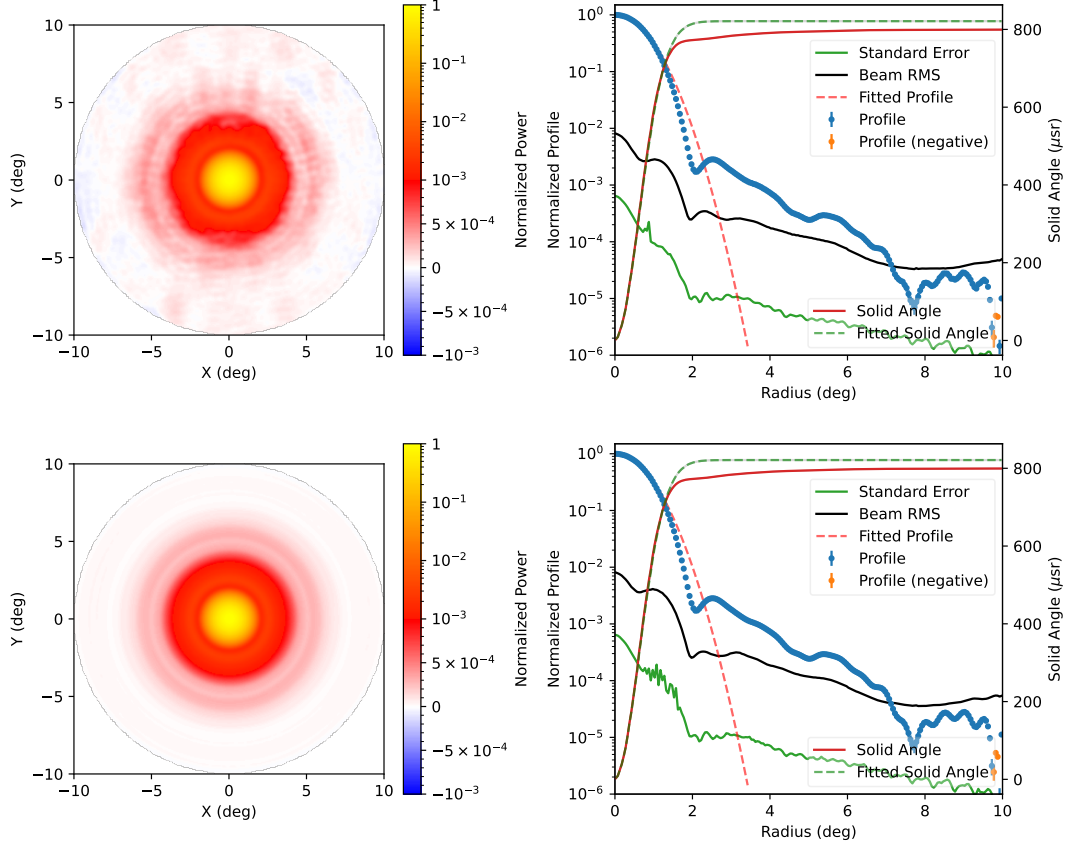 10
5
0
−5
−10
Y (deg)
−10
−5
0
5
10
X (deg)
1
10⁻¹
10⁻²
10⁻³
5 × 10⁻⁴
0
−5 × 10⁻⁴
−10⁻³
Normalized Power
10⁰
10⁻¹
10⁻²
10⁻³
10⁻⁴
10⁻⁵
10⁻⁶
Normalized Profile
Standard Error
Beam RMS
Fitted Profile
Profile
Profile (negative)
Solid Angle
Fitted Solid Angle
0
2
4
6
8
10
Radius (deg)
800
600
400
200
0
Solid Angle (μsr)
10
5
0
−5
−10
Y (deg)
−10
−5
0
5
10
X (deg)
1
10⁻¹
10⁻²
10⁻³
5 × 10⁻⁴
0
−5 × 10⁻⁴
−10⁻³
Normalized Power
10⁰
10⁻¹
10⁻²
10⁻³
10⁻⁴
10⁻⁵
10⁻⁶
Normalized Profile
Standard Error
Beam RMS
Fitted Profile
Profile
Profile (negative)
Solid Angle
Fitted Solid Angle
0
2
4
6
8
10
Radius (deg)
800
600
400
200
0
Solid Angle (μsr)